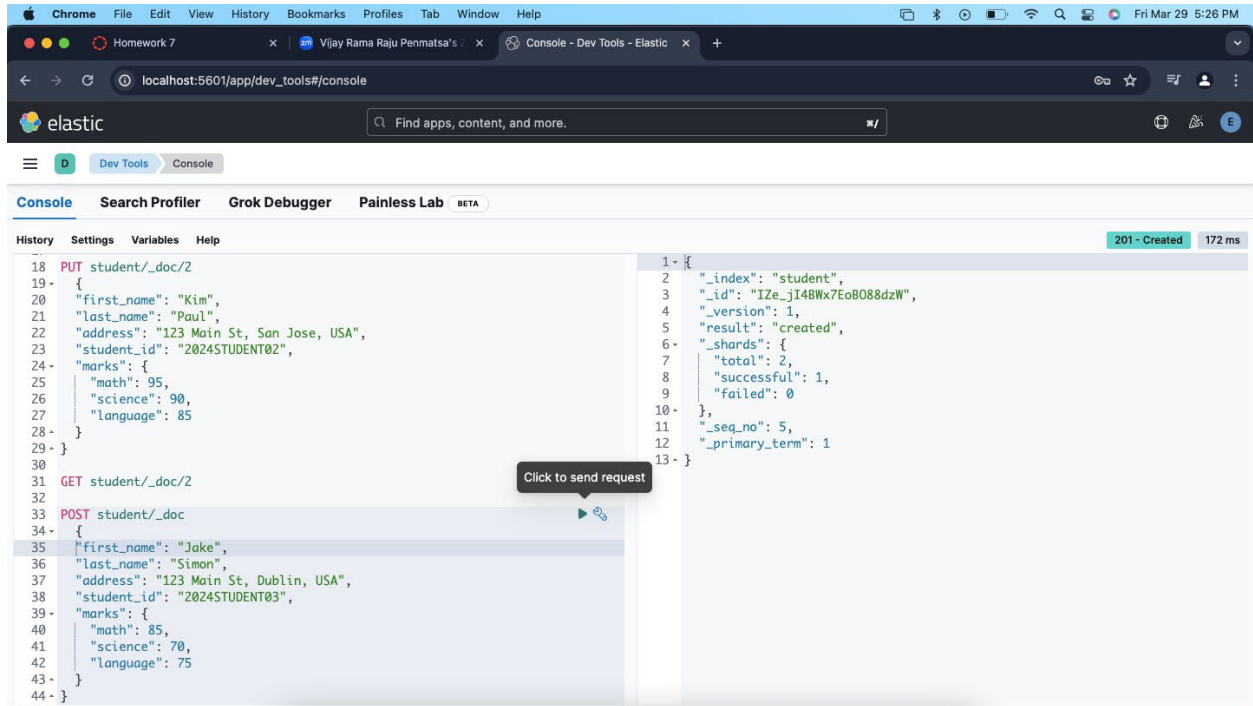 Chrome File Edit View History Bookmarks Profiles Tab Window Help Fri Mar 29 5:26 PM
Homework 7 Vijay Rama Raju Penmatsa's Console - Dev Tools - Elastic
localhost:5601/app/dev_tools#/console
elastic Find apps, content, and more. ⌘/ E
D Dev Tools Console
Console Search Profiler Grok Debugger Painless Lab BETA
History Settings Variables Help 201 - Created 172 ms
18 PUT student/_doc/2
19 {
20 "first_name": "Kim",
21 "last_name": "Paul",
22 "address": "123 Main St, San Jose, USA",
23 "student_id": "2024STUDENT02",
24 "marks": {
25 "math": 95,
26 "science": 90,
27 "language": 85
28 }
29 }
30
31 GET student/_doc/2
32
Click to send request
33 POST student/_doc
34 {
35 "first_name": "Jake",
36 "last_name": "Simon",
37 "address": "123 Main St, Dublin, USA",
38 "student_id": "2024STUDENT03",
39 "marks": {
40 "math": 85,
41 "science": 70,
42 "language": 75
43 }
44 }
1 {
2 "_index": "student",
3 "_id": "IZe_jI4BWx7EoBO88dzW",
4 "_version": 1,
5 "result": "created",
6 "_shards": {
7 "total": 2,
8 "successful": 1,
9 "failed": 0
10 },
11 "_seq_no": 5,
12 "_primary_term": 1
13 }